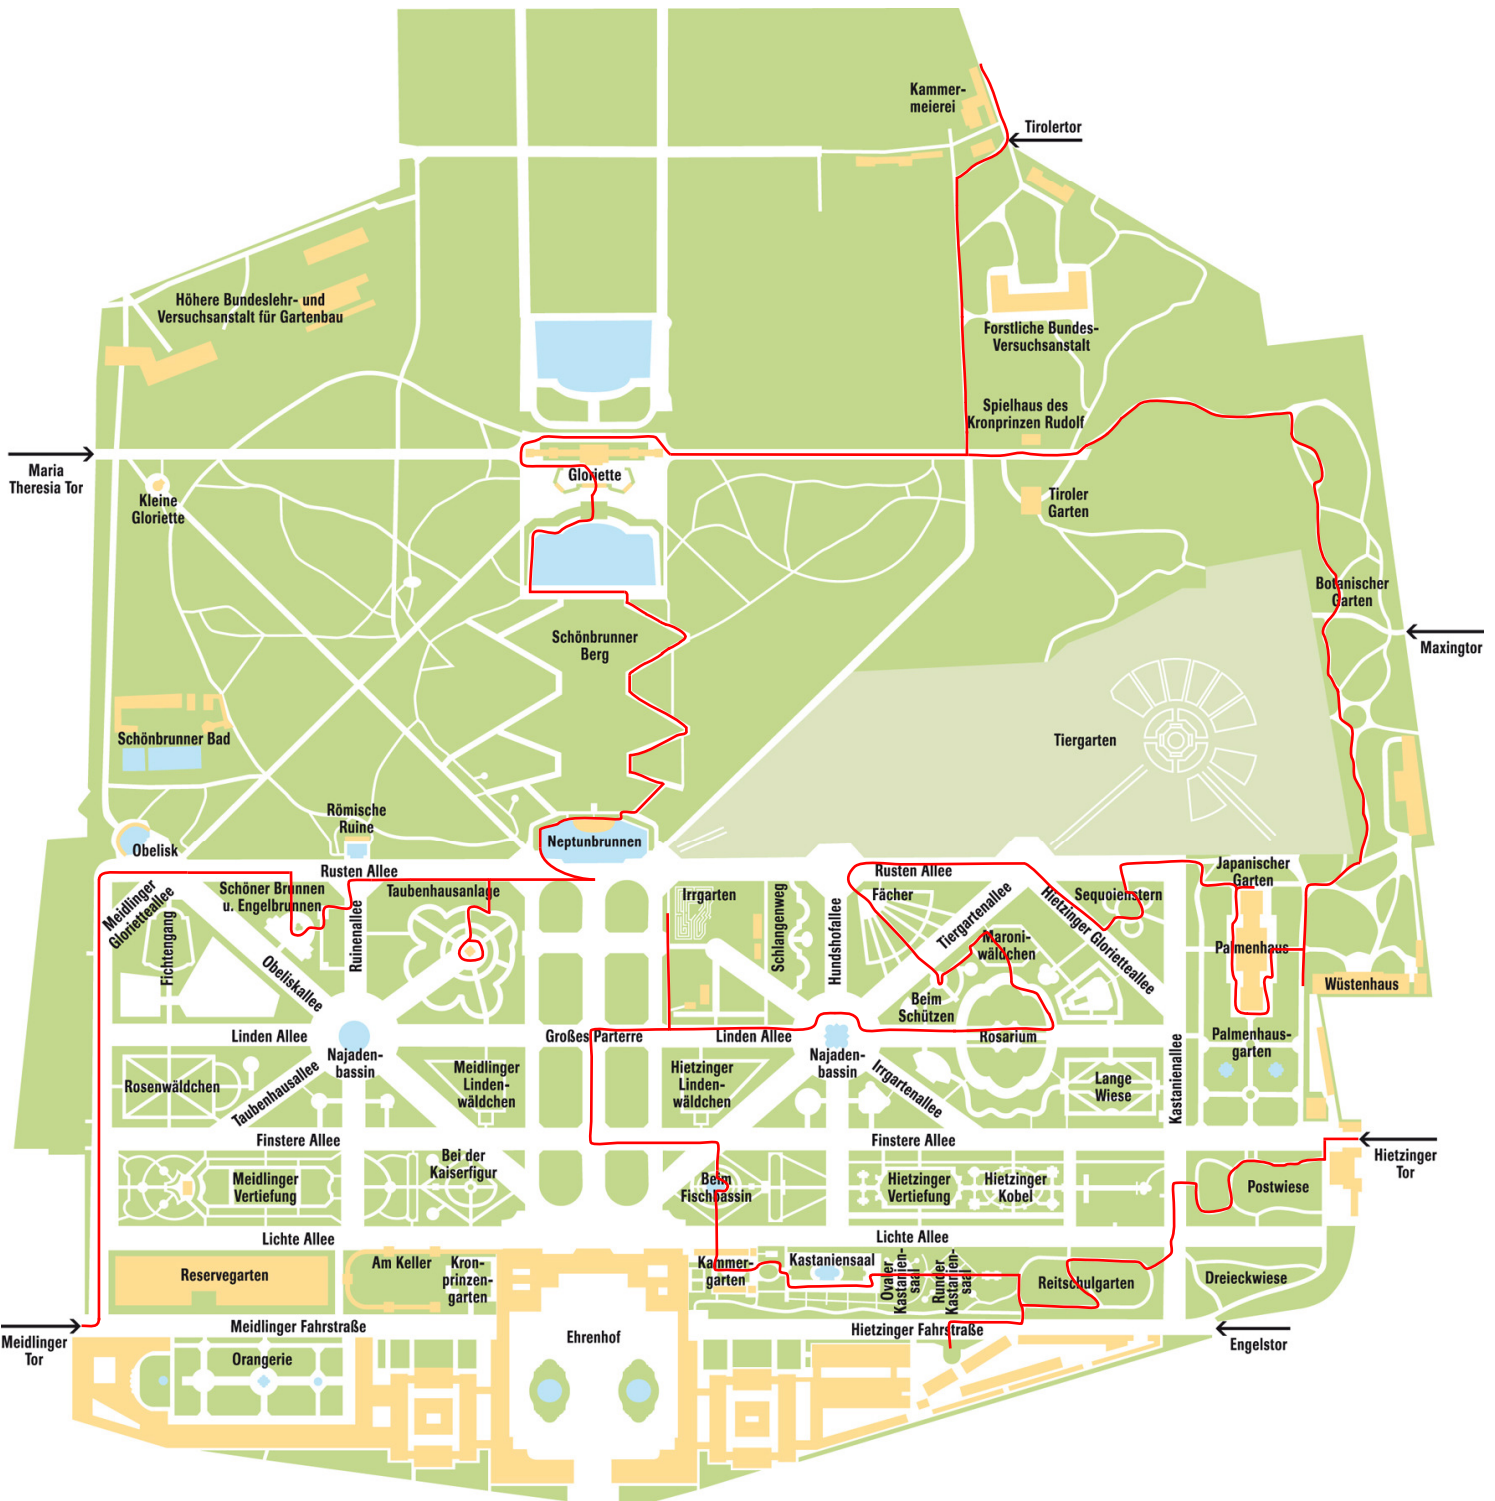 Kammer-
meierei
Tirolertor
Höhere Bundeslehr- und
Versuchsanstalt für Gartenbau
Forstliche Bundes-
Versuchsanstalt
Spielhaus des
Kronprinzen Rudolf
Maria
Theresia Tor
Gloriette
Kleine
Gloriette
Tiroler
Garten
Botanischer
Garten
Schönbrunner
Berg
Maxingtor
Schönbrunner Bad
Tiergarten
Römische
Ruine
Obelisk
Neptunbrunnen
Rusten Allee
Rusten Allee
Japanischer
Garten
Meidlinger
Glorietteallee
Schöner Brunnen
u. Engelbrunnen
Taubenhausanlage
Irrgarten
Fächer
Sequoienstern
Fichtengang
Obeliskallee
Ruinenallee
Schlangenweg
Hundshofallee
Tiergartenallee
Maroni-
wäldchen
Hietzinger Glorietteallee
Palmenhaus
Wüstenhaus
Beim
Schützen
Linden Allee
Großes Parterre
Linden Allee
Rosarium
Palmenhaus-
garten
Najaden-
bassin
Najaden-
bassin
Rosenwäldchen
Taubenhausallee
Meidlinger
Linden-
wäldchen
Hietzinger
Linden-
wäldchen
Irrgartenallee
Lange
Wiese
Kastanienallee
Finstere Allee
Finstere Allee
Hietzinger
Tor
Meidlinger
Vertiefung
Bei der
Kaiserfigur
Beim
Fischbassin
Hietzinger
Vertiefung
Hietzinger
Kobel
Postwiese
Lichte Allee
Lichte Allee
Reservegarten
Am Keller
Kron-
prinzen-
garten
Kammer-
garten
Kastaniensaal
Ovaler
Kastanien-
saal
Runder
Kastanien-
saal
Reitschulgarten
Dreieckwiese
Meidlinger
Tor
Meidlinger Fahrstraße
Ehrenhof
Hietzinger Fahrstraße
Engelstor
Orangerie